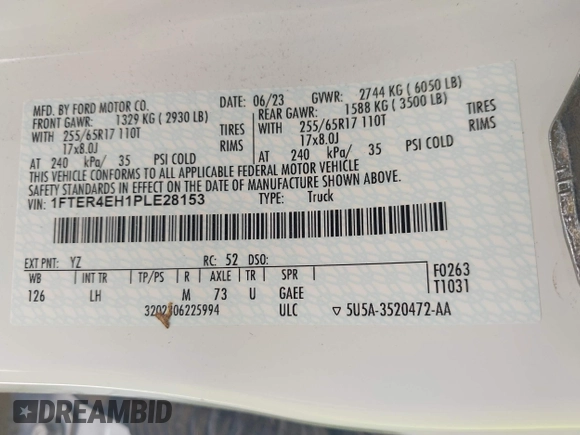 MFD. BY FORD MOTOR CO.
DATE: 06/23 GVWR: 2744 KG ( 6050 LB)
FRONT GAWR: 1329 KG ( 2930 LB) REAR GAWR: 1588 KG ( 3500 LB)
WITH 255/65R17 110T TIRES WITH 255/65R17 110T TIRES
17x8.0J RIMS 17x8.0J RIMS
AT 240 kPa/ 35 PSI COLD AT 240 kPa/ 35 PSI COLD
THIS VEHICLE CONFORMS TO ALL APPLICABLE FEDERAL MOTOR VEHICLE
SAFETY STANDARDS IN EFFECT ON THE DATE OF MANUFACTURE SHOWN ABOVE.
VIN: 1FTER4EH1PLE28153 TYPE: Truck
EXT PNT: YZ RC: 52 DSO:
WB INT TR TP/PS R AXLE TR SPR F0263
126 LH M 73 U GAEE T1031
ULC ▽ 5U5A-3520472-AA
DREAMBID